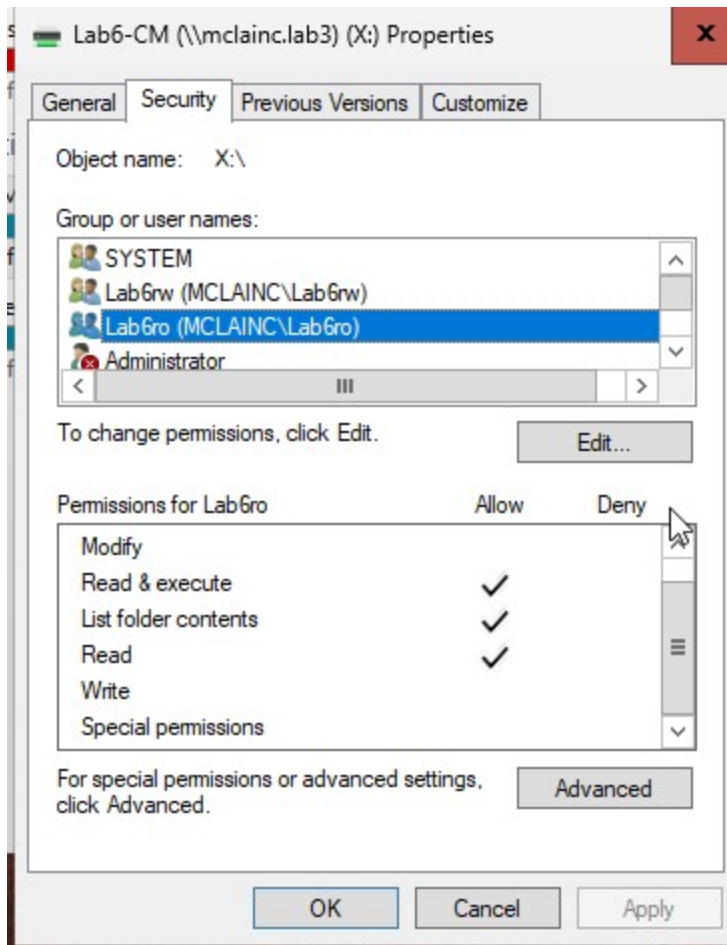 Lab6-CM (\\mclainc.lab3) (X:) Properties
x
General Security Previous Versions Customize
Object name: X:\
Group or user names:
SYSTEM
Lab6rw (MCLAINC\Lab6rw)
Lab6ro (MCLAINC\Lab6ro)
Administrator
To change permissions, click Edit.
Edit...
Permissions for Lab6ro Allow Deny
Modify
Read & execute
List folder contents
Read
Write
Special permissions
For special permissions or advanced settings,
click Advanced.
Advanced
OK Cancel Apply